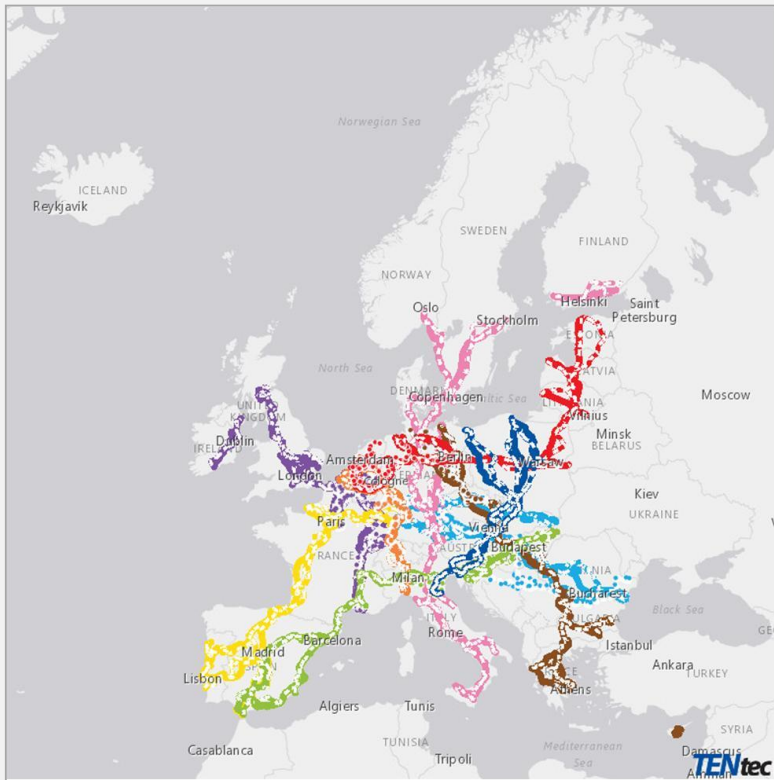 Norwegian Sea
ICELAND
Reykjavik
SWEDEN
FINLAND
NORWAY
Oslo
Stockholm
Helsinki
Saint
Petersburg
North Sea
Moscow
Copenhagen
Vilnius
Minsk
BELARUS
Dublin
Amsterdam
Berlin
Warsaw
London
Cologne
Kiev
UKRAINE
Paris
Vienna
Budapest
Milan
Bucharest
Black Sea
Rome
Barcelona
Madrid
Istanbul
Lisbon
Ankara
TURKEY
Athens
Algiers
Tunis
SYRIA
Casablanca
TUNISIA
Mediterranean
Sea
Damascus
Tripoli
TENtec